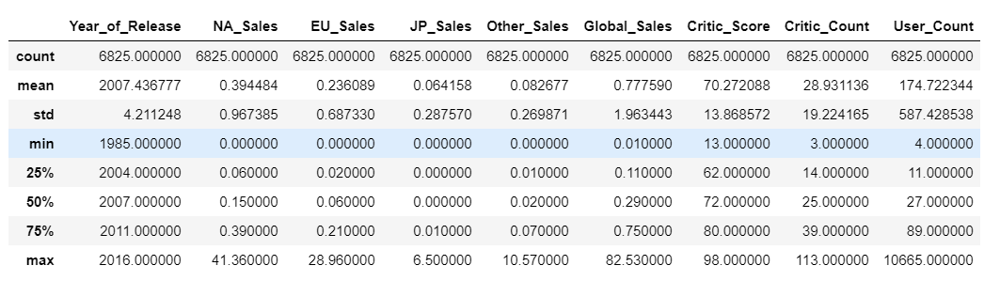 Year_of_Release NA_Sales EU_Sales JP_Sales Other_Sales Global_Sales Critic_Score Critic_Count User_Count
count 6825.000000 6825.000000 6825.000000 6825.000000 6825.000000 6825.000000 6825.000000 6825.000000 6825.000000
mean 2007.436777 0.394484 0.236089 0.064158 0.082677 0.777590 70.272088 28.931136 174.722344
std 4.211248 0.967385 0.687330 0.287570 0.269871 1.963443 13.868572 19.224165 587.428538
min 1985.000000 0.000000 0.000000 0.000000 0.000000 0.010000 13.000000 3.000000 4.000000
25% 2004.000000 0.060000 0.020000 0.000000 0.010000 0.110000 62.000000 14.000000 11.000000
50% 2007.000000 0.150000 0.060000 0.000000 0.020000 0.290000 72.000000 25.000000 27.000000
75% 2011.000000 0.390000 0.210000 0.010000 0.070000 0.750000 80.000000 39.000000 89.000000
max 2016.000000 41.360000 28.960000 6.500000 10.570000 82.530000 98.000000 113.000000 10665.000000